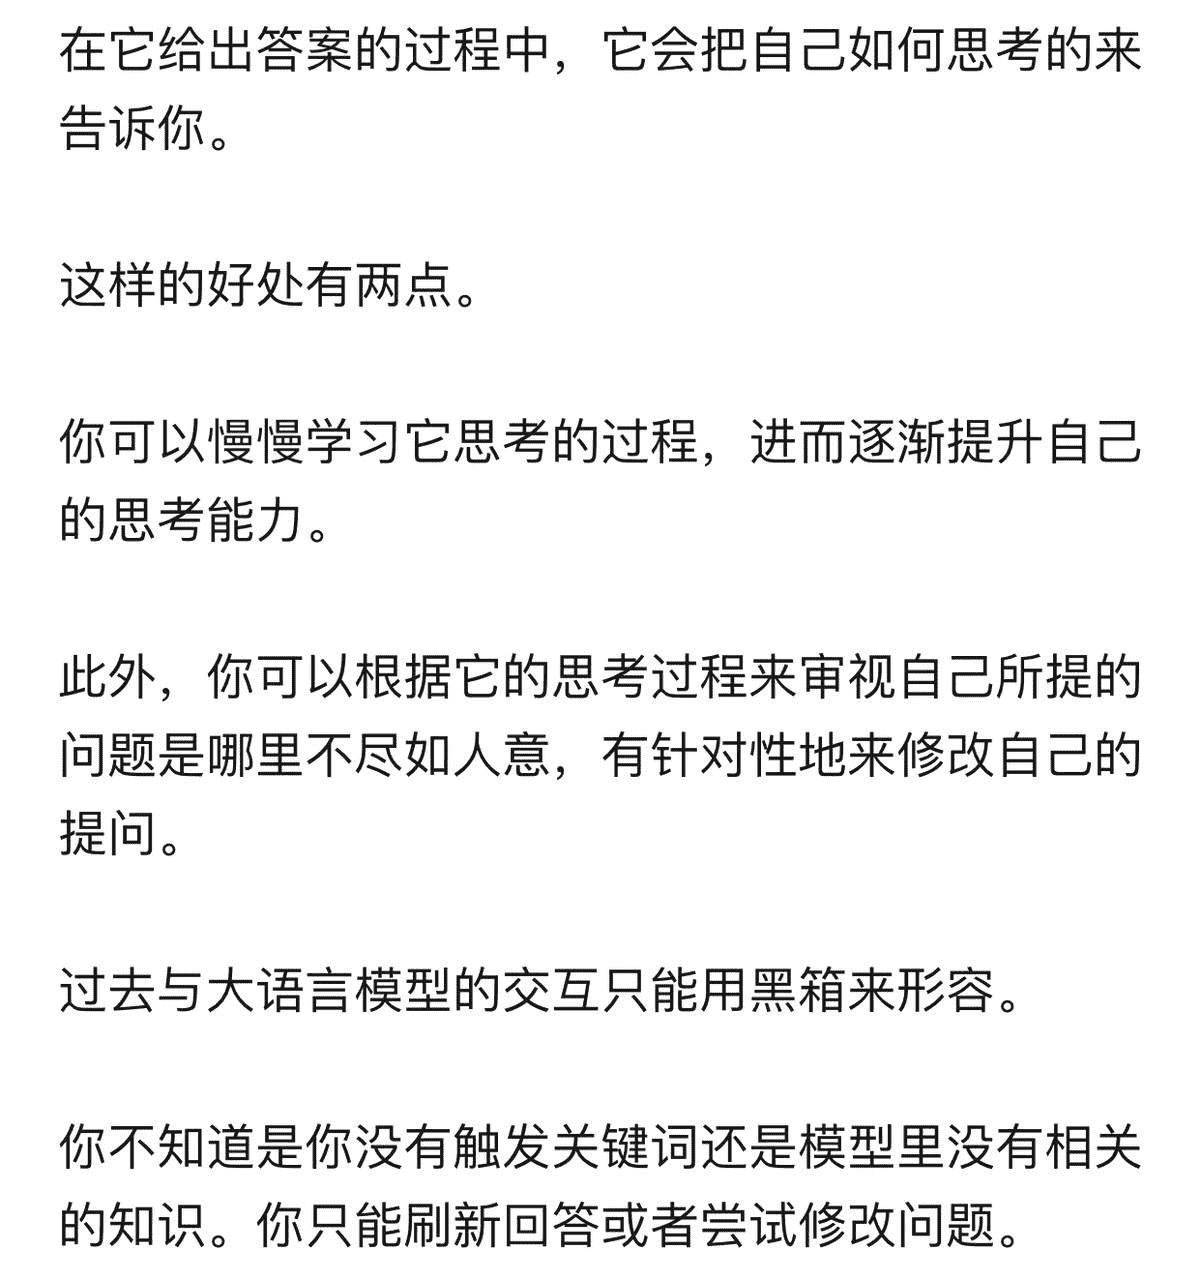 在它给出答案的过程中，它会把自己如何思考的来
告诉你。
这样的好处有两点。
你可以慢慢学习它思考的过程，进而逐渐提升自己
的思考能力。
此外，你可以根据它的思考过程来审视自己所提的
问题是哪里不尽如人意，有针对性地来修改自己的
提问。
过去与大语言模型的交互只能用黑箱来形容。
你不知道是你没有触发关键词还是模型里没有相关
的知识。你只能刷新回答或者尝试修改问题。